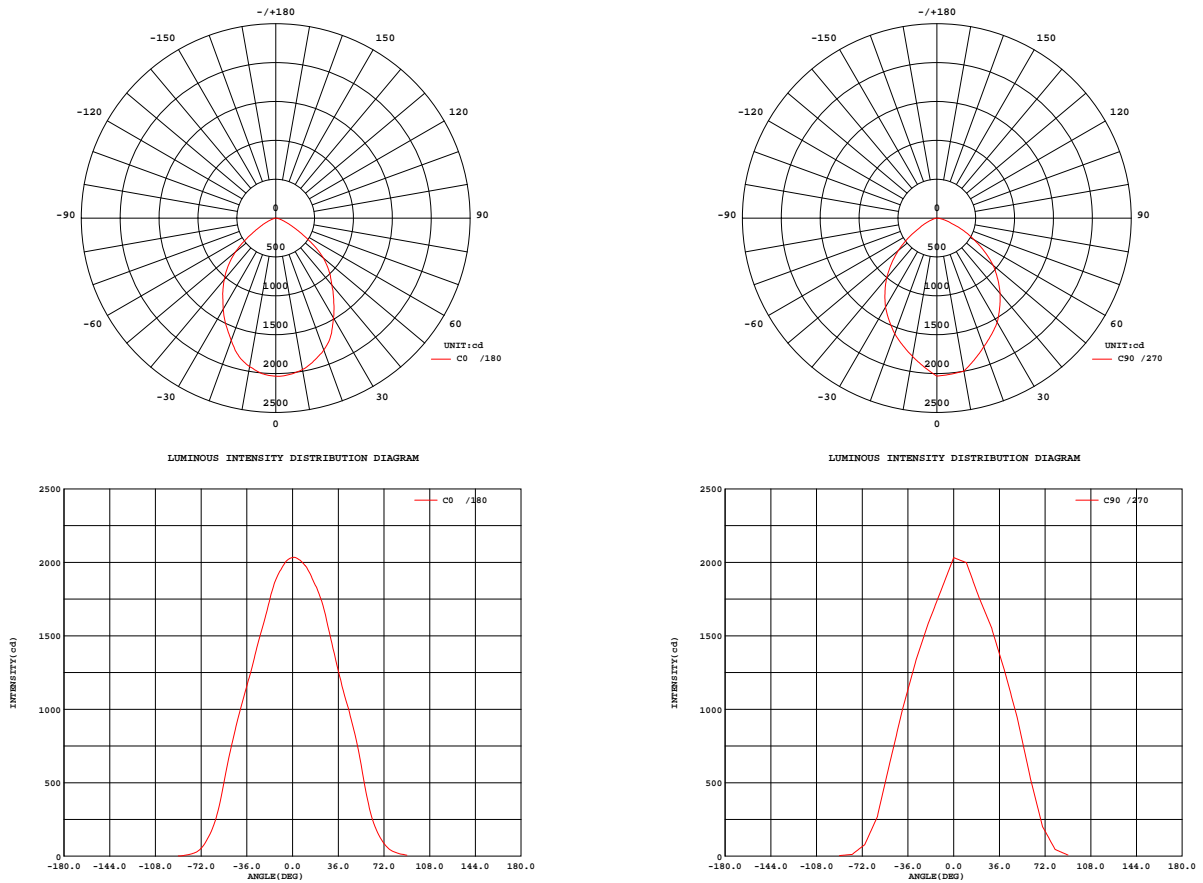 -/+180
-150 150
-120 120
-90 90
-60 60
-30 30
0
0
500
1000
1500
2000
2500
UNIT:cd
C0 /180
-/+180
-150 150
-120 120
-90 90
-60 60
-30 30
0
0
500
1000
1500
2000
2500
UNIT:cd
C90 /270
LUMINOUS INTENSITY DISTRIBUTION DIAGRAM
2500
2000
1500
1000
500
0
INTENSITY(cd)
C0 /180
-180.0 -144.0 -108.0 -72.0 -36.0 0.0 36.0 72.0 108.0 144.0 180.0
ANGLE(DEG)
LUMINOUS INTENSITY DISTRIBUTION DIAGRAM
2500
2000
1500
1000
500
0
INTENSITY(cd)
C90 /270
-180.0 -144.0 -108.0 -72.0 -36.0 0.0 36.0 72.0 108.0 144.0 180.0
ANGLE(DEG)